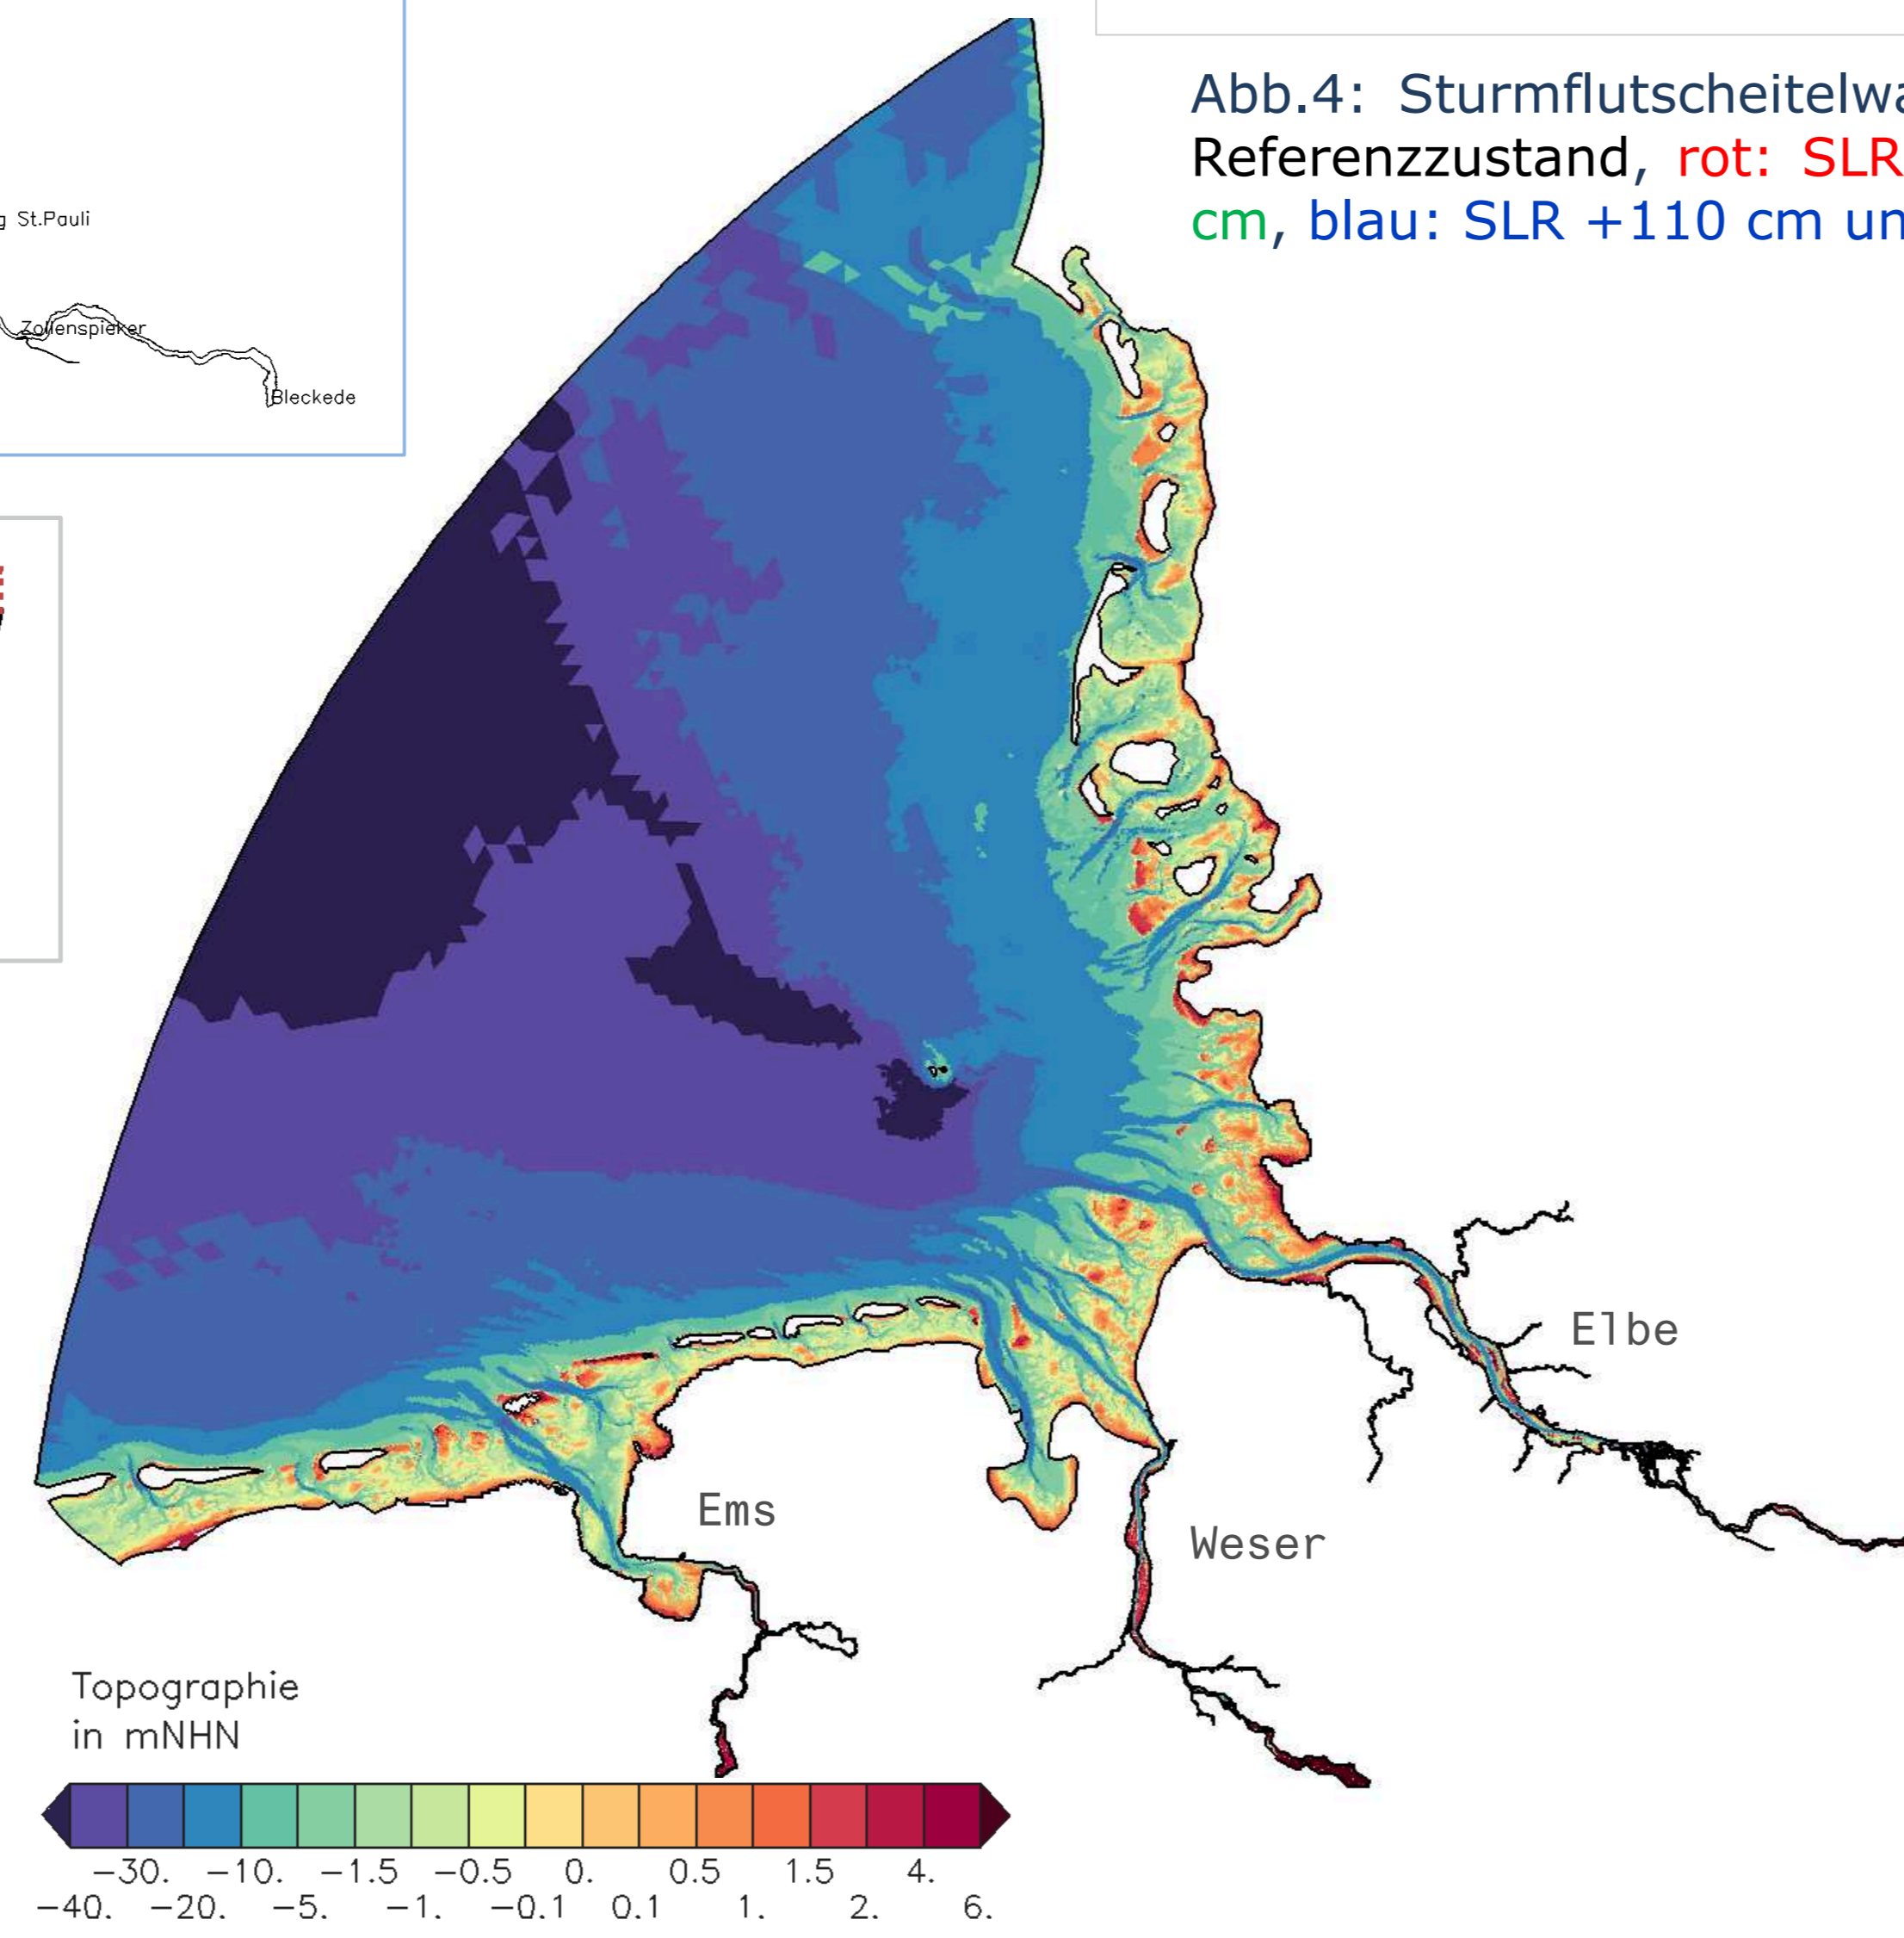 Abb.4: Sturmflutscheitelwa
Referenzzustand, rot: SLR
cm, blau: SLR +110 cm un
g St.Pauli
Zollenspieker
Bleckede
Elbe
Ems
Weser
Topographie
in mNHN
−30. −10. −1.5 −0.5 0. 0.5 1.5 4.
−40. −20. −5. −1. −0.1 0.1 1. 2. 6.